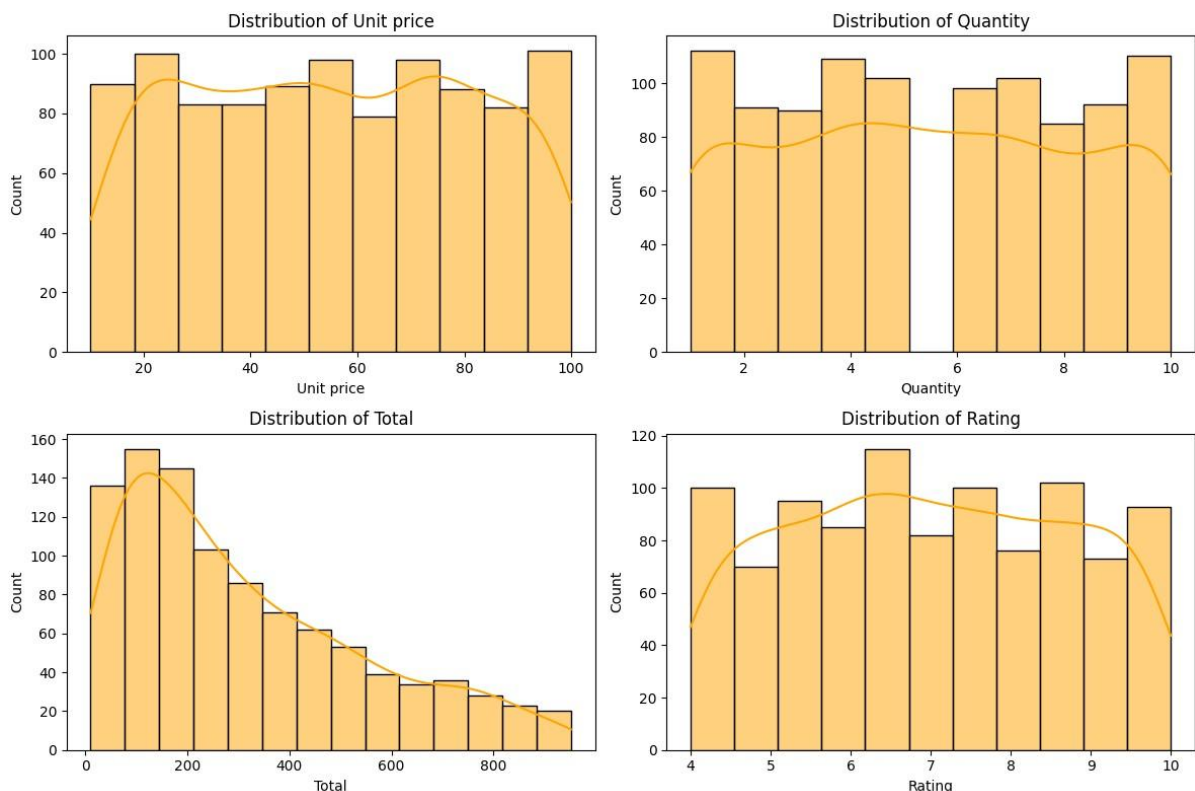 Distribution of Unit price
100
80
60
40
20
0
Count
20 40 60 80 100
Unit price
Distribution of Quantity
100
80
60
40
20
0
Count
2 4 6 8 10
Quantity
Distribution of Total
160
140
120
100
80
60
40
20
0
Count
0 200 400 600 800
Total
Distribution of Rating
120
100
80
60
40
20
0
Count
4 5 6 7 8 9 10
Rating